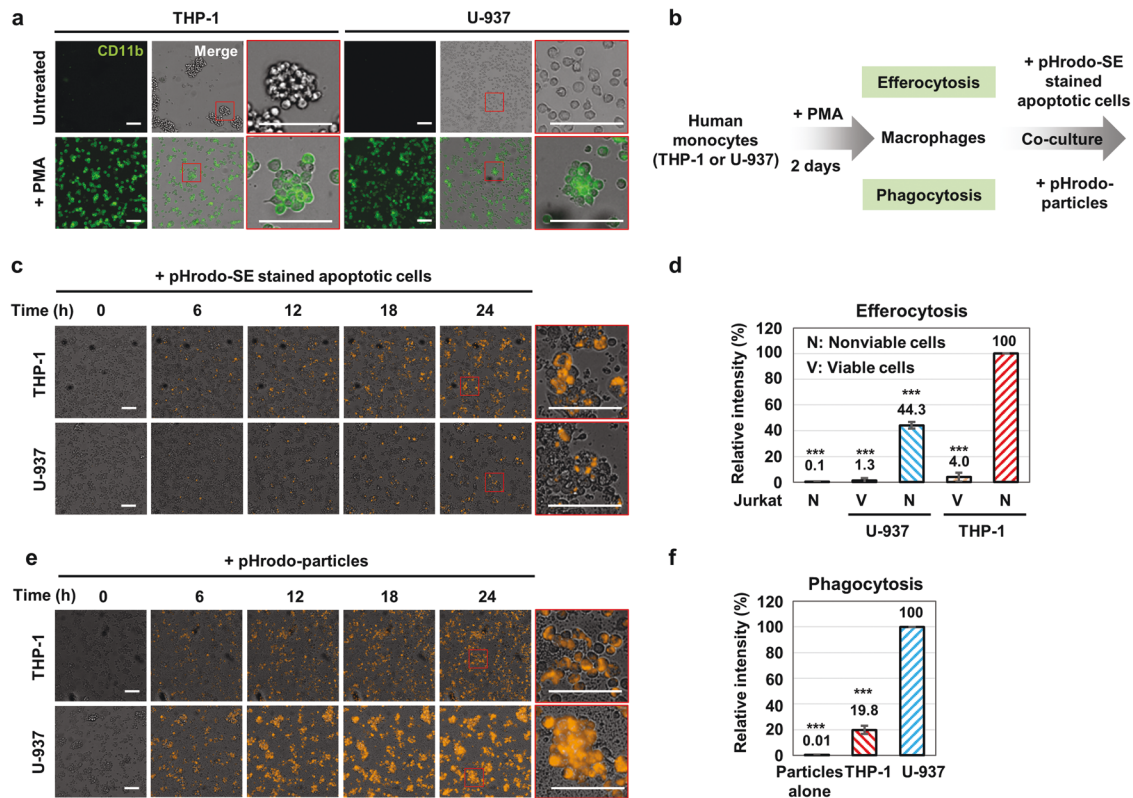 a
THP-1
U-937
CD11b
Merge
Untreated
+ PMA
b
Efferocytosis
+ pHrodo-SE
stained
apoptotic cells
Human
monocytes
(THP-1 or U-937)
+ PMA
2 days
Macrophages
Co-culture
Phagocytosis
+ pHrodo-
particles
c
+ pHrodo-SE stained apoptotic cells
Time (h) 0 6 12 18 24
THP-1
U-937
d
Efferocytosis
Relative intensity (%)
120
100
80
60
40
20
0
N: Nonviable cells
V: Viable cells
***
0.1
***
1.3
***
44.3
***
4.0
100
Jurkat N V N V N
U-937 THP-1
e
+ pHrodo-particles
Time (h) 0 6 12 18 24
THP-1
U-937
f
Phagocytosis
Relative intensity (%)
120
100
80
60
40
20
0
***
0.01
***
19.8
100
Particles THP-1 U-937
alone